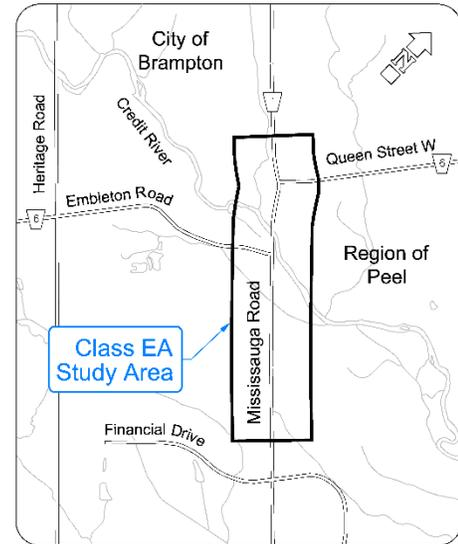 City of
Brampton
N
Heritage Road
Credit River
Queen Street W
6
Embleton Road
6
Region of
Peel
Class EA
Study Area
Mississauga Road
Financial Drive